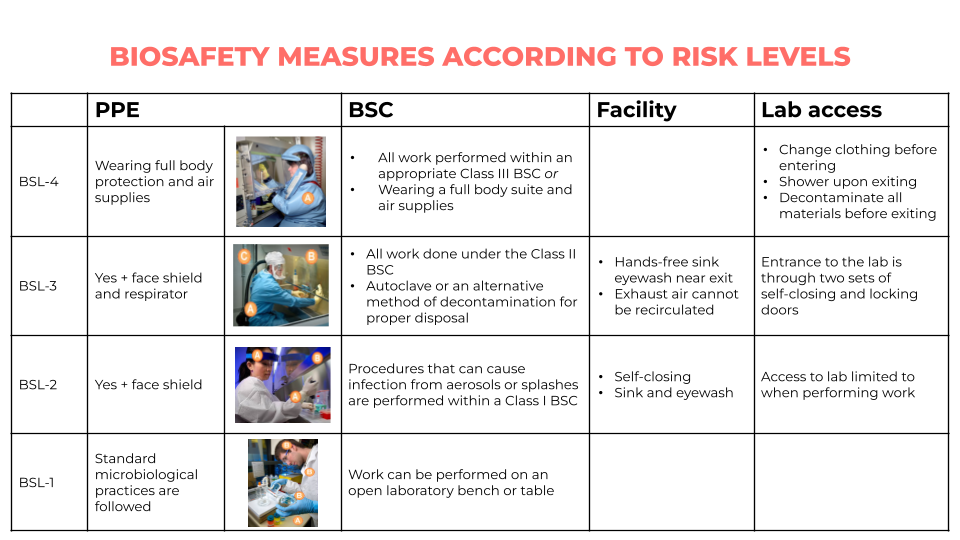 BIOSAFETY MEASURES ACCORDING TO RISK LEVELS
PPE
BSC
Facility
Lab access
BSL-4
Wearing full body
protection and air
supplies
A
• All work performed within an
appropriate Class III BSC or
• Wearing a full body suite and
air supplies
• Change clothing before
entering
• Shower upon exiting
• Decontaminate all
materials before exiting
BSL-3
Yes + face shield
and respirator
C
B
A
• All work done under the Class II
BSC
• Autoclave or an alternative
method of decontamination for
proper disposal
• Hands-free sink
eyewash near exit
• Exhaust air cannot
be recirculated
Entrance to the lab is
through two sets of
self-closing and locking
doors
BSL-2
Yes + face shield
A
B
A
Procedures that can cause
infection from aerosols or splashes
are performed within a Class I BSC
• Self-closing
• Sink and eyewash
Access to lab limited to
when performing work
BSL-1
Standard
microbiological
practices are
followed
B
B
A
Work can be performed on an
open laboratory bench or table